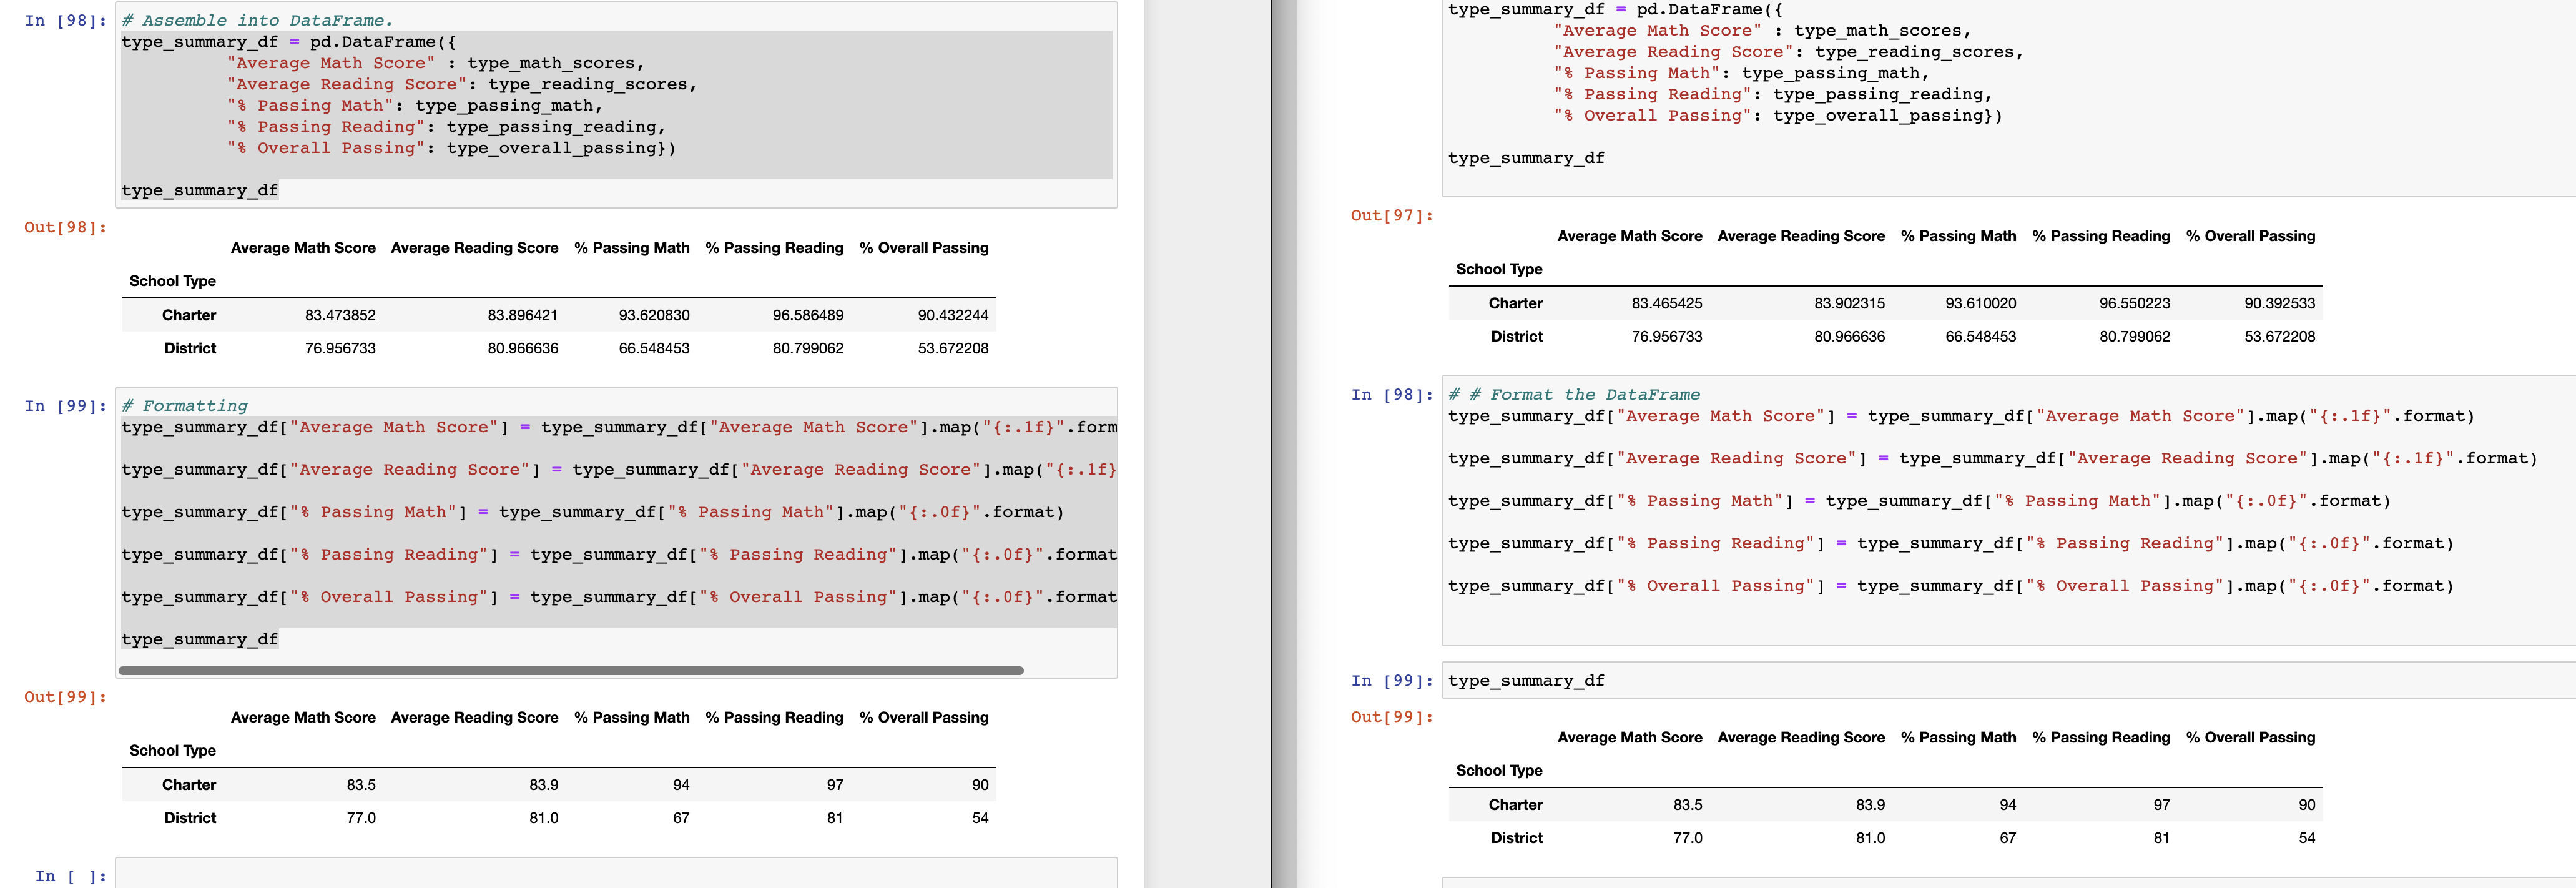 In [98]:
# Assemble into DataFrame.
type_summary_df = pd.DataFrame({
"Average Math Score" : type_math_scores,
"Average Reading Score": type_reading_scores,
"% Passing Math": type_passing_math,
"% Passing Reading": type_passing_reading,
"% Overall Passing": type_overall_passing})
type_summary_df
Out[98]:
Average Math Score Average Reading Score % Passing Math % Passing Reading % Overall Passing
School Type
Charter 83.473852 83.896421 93.620830 96.586489 90.432244
District 76.956733 80.966636 66.548453 80.799062 53.672208
In [99]:
# Formatting
type_summary_df["Average Math Score"] = type_summary_df["Average Math Score"].map("{:.1f}".form
type_summary_df["Average Reading Score"] = type_summary_df["Average Reading Score"].map("{:.1f}
type_summary_df["% Passing Math"] = type_summary_df["% Passing Math"].map("{:.0f}".format)
type_summary_df["% Passing Reading"] = type_summary_df["% Passing Reading"].map("{:.0f}".format
type_summary_df["% Overall Passing"] = type_summary_df["% Overall Passing"].map("{:.0f}".format
type_summary_df
Out[99]:
Average Math Score Average Reading Score % Passing Math % Passing Reading % Overall Passing
School Type
Charter 83.5 83.9 94 97 90
District 77.0 81.0 67 81 54
In [ ]:
type_summary_df = pd.DataFrame({
"Average Math Score" : type_math_scores,
"Average Reading Score": type_reading_scores,
"% Passing Math": type_passing_math,
"% Passing Reading": type_passing_reading,
"% Overall Passing": type_overall_passing})
type_summary_df
Out[97]:
Average Math Score Average Reading Score % Passing Math % Passing Reading % Overall Passing
School Type
Charter 83.465425 83.902315 93.610020 96.550223 90.392533
District 76.956733 80.966636 66.548453 80.799062 53.672208
In [98]:
# # Format the DataFrame
type_summary_df["Average Math Score"] = type_summary_df["Average Math Score"].map("{:.1f}".format)
type_summary_df["Average Reading Score"] = type_summary_df["Average Reading Score"].map("{:.1f}".format)
type_summary_df["% Passing Math"] = type_summary_df["% Passing Math"].map("{:.0f}".format)
type_summary_df["% Passing Reading"] = type_summary_df["% Passing Reading"].map("{:.0f}".format)
type_summary_df["% Overall Passing"] = type_summary_df["% Overall Passing"].map("{:.0f}".format)
In [99]:
type_summary_df
Out[99]:
Average Math Score Average Reading Score % Passing Math % Passing Reading % Overall Passing
School Type
Charter 83.5 83.9 94 97 90
District 77.0 81.0 67 81 54